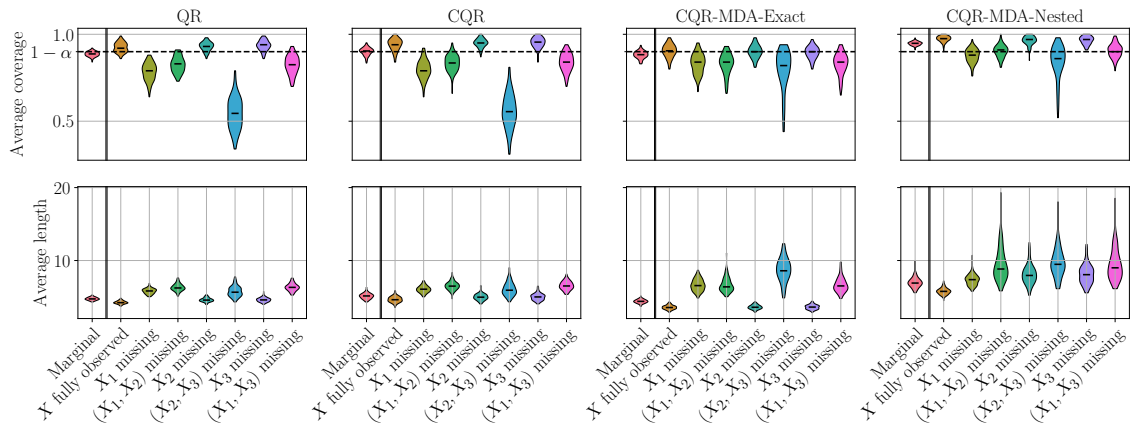 QR
CQR
CQR-MDA-Exact
CQR-MDA-Nested
Average coverage
1.0
1 − α
0.5
Average length
20
10
Marginal
X fully observed
X₁ missing
(X₁, X₂) missing
X₂ missing
(X₂, X₃) missing
X₃ missing
(X₁, X₃) missing
Marginal
X fully observed
X₁ missing
(X₁, X₂) missing
X₂ missing
(X₂, X₃) missing
X₃ missing
(X₁, X₃) missing
Marginal
X fully observed
X₁ missing
(X₁, X₂) missing
X₂ missing
(X₂, X₃) missing
X₃ missing
(X₁, X₃) missing
Marginal
X fully observed
X₁ missing
(X₁, X₂) missing
X₂ missing
(X₂, X₃) missing
X₃ missing
(X₁, X₃) missing